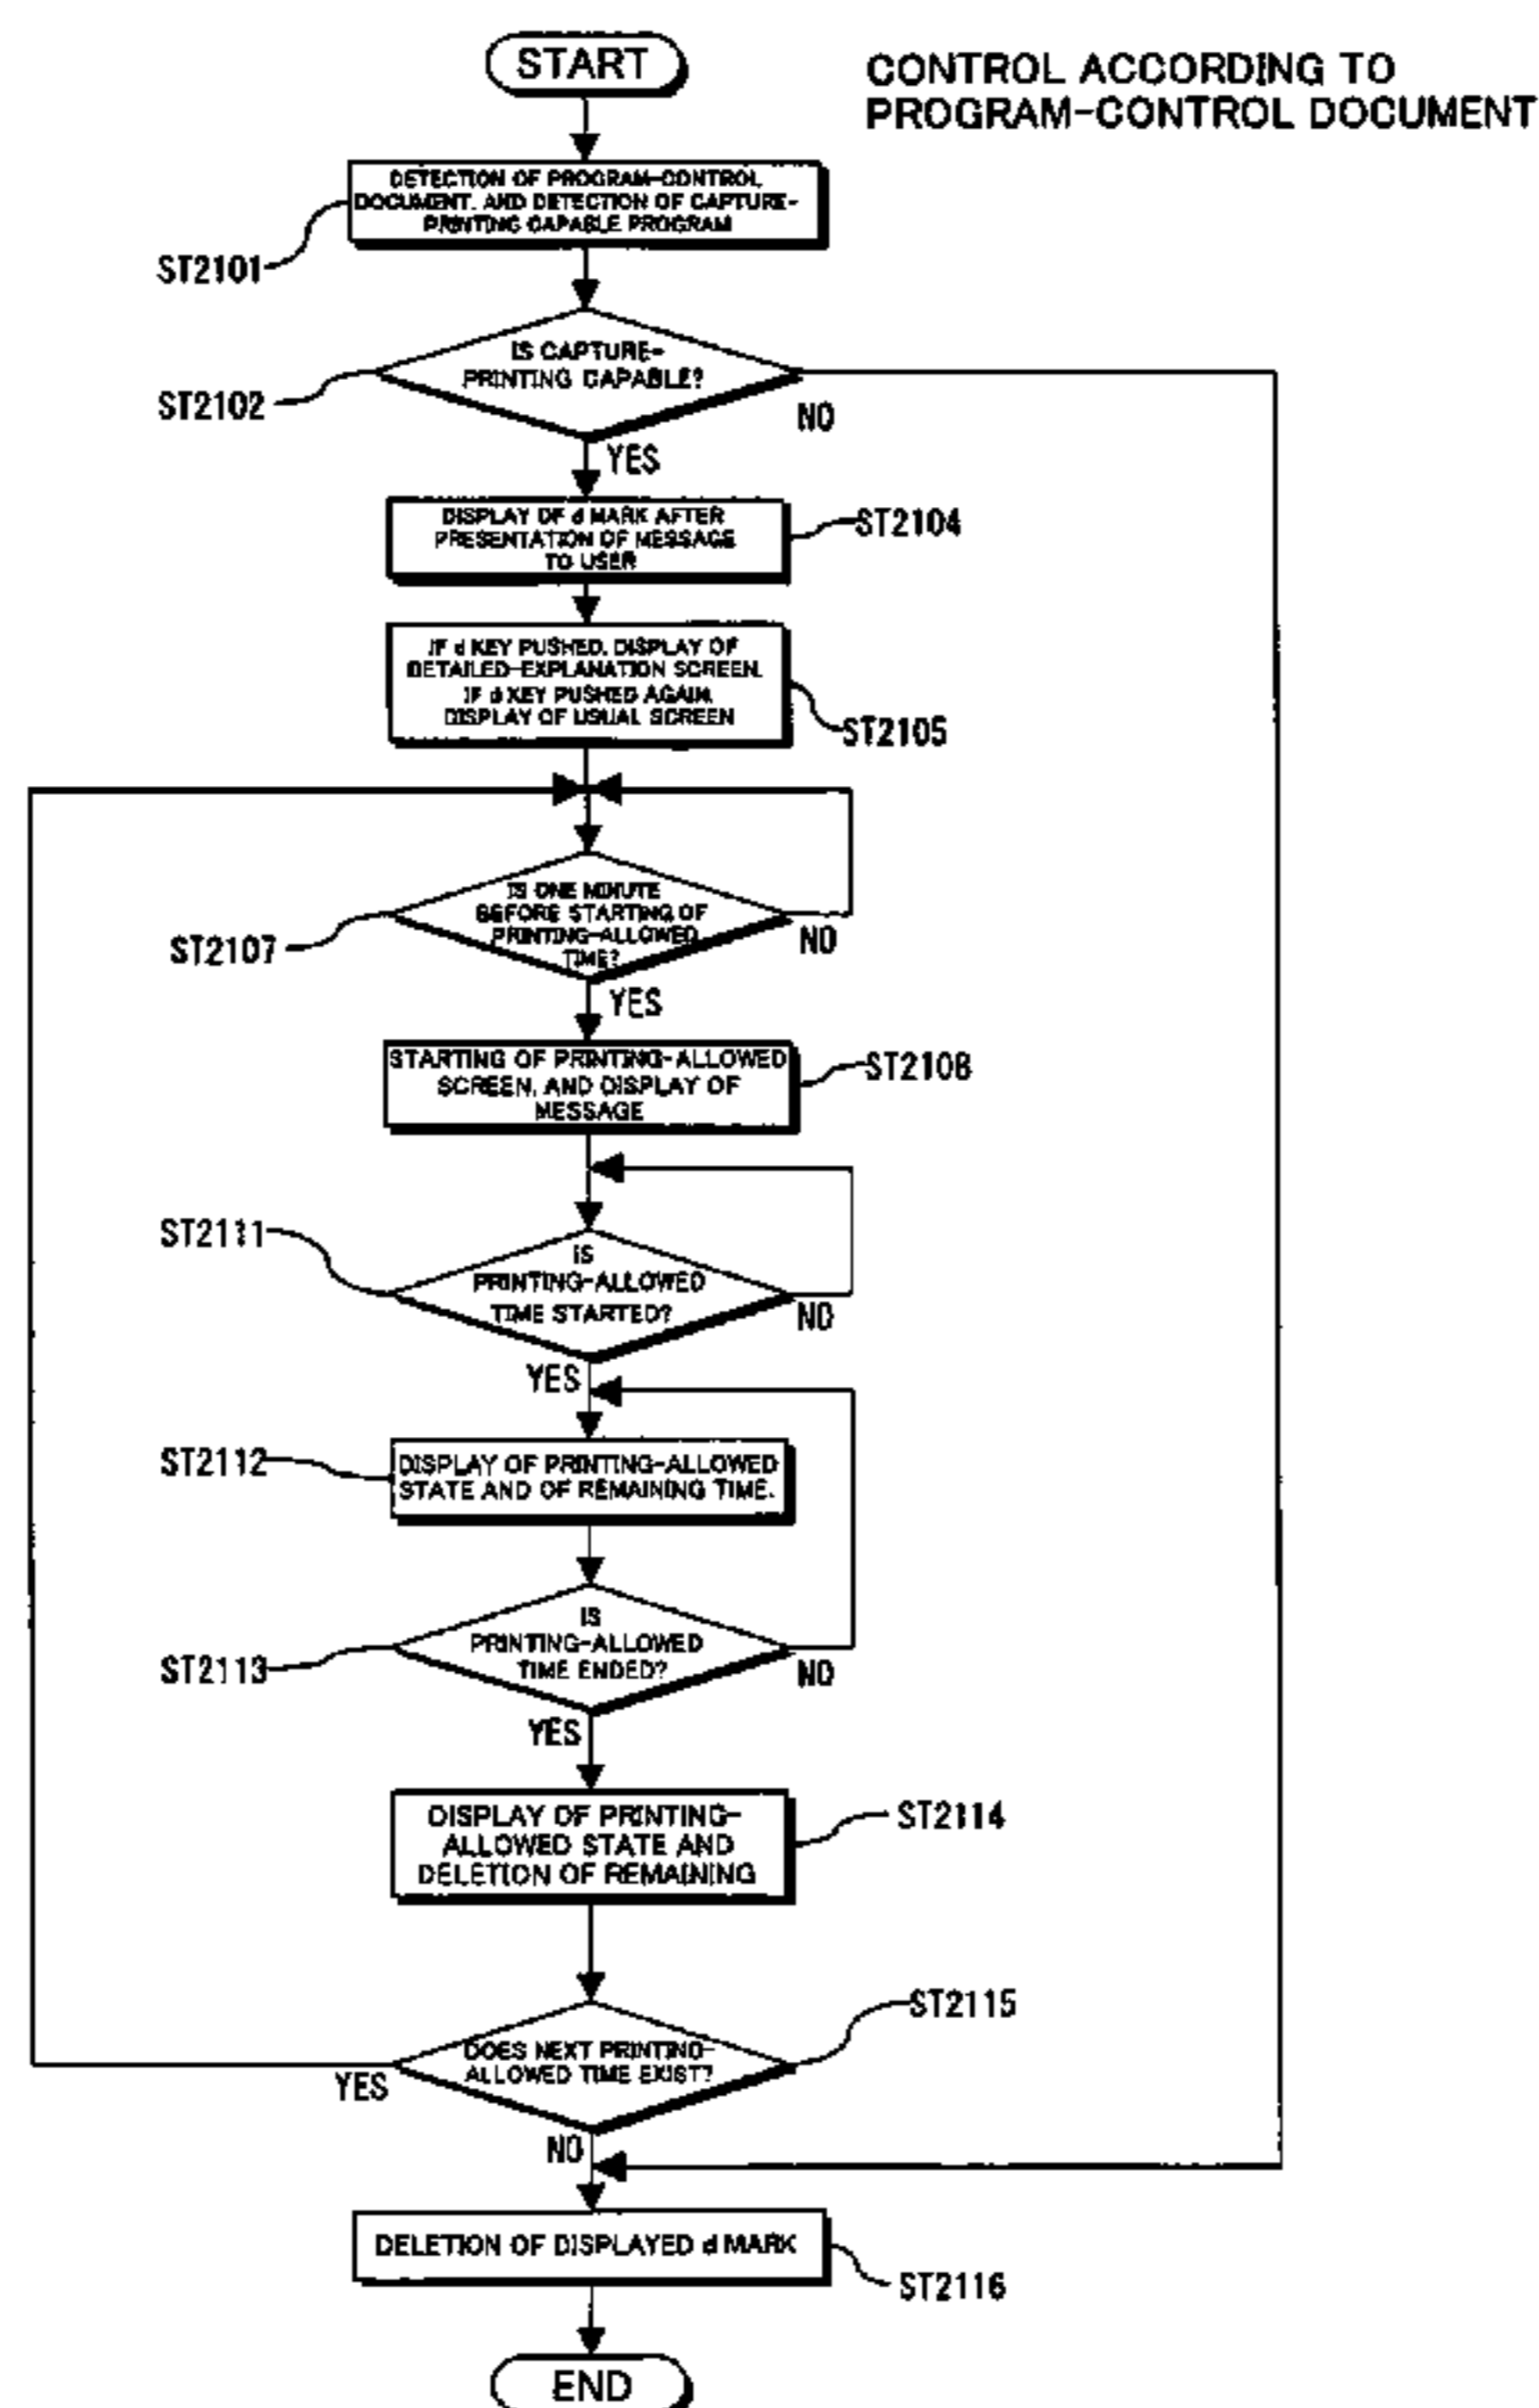 START
CONTROL ACCORDING TO
PROGRAM-CONTROL DOCUMENT
DETECTION OF PROGRAM-CONTROL
DOCUMENT, AND DETECTION OF CAPTURE-
PRINTING CAPABLE PROGRAM
ST2101
IS CAPTURE-
PRINTING CAPABLE?
ST2102
NO
YES
DISPLAY OF d MARK AFTER
PRESENTATION OF MESSAGE
TO USER
ST2104
IF d KEY PUSHED, DISPLAY OF
DETAILED-EXPLANATION SCREEN.
IF d KEY PUSHED AGAIN,
DISPLAY OF USUAL SCREEN
ST2105
IS ONE MINUTE
BEFORE STARTING OF
PRINTING-ALLOWED
TIME?
ST2107
NO
YES
STARTING OF PRINTING-ALLOWED
SCREEN, AND DISPLAY OF
MESSAGE
ST2108
ST2111
IS
PRINTING-ALLOWED
TIME STARTED?
NO
YES
ST2112
DISPLAY OF PRINTING-ALLOWED
STATE AND OF REMAINING TIME.
IS
PRINTING-ALLOWED
TIME ENDED?
ST2113
NO
YES
DISPLAY OF PRINTING-
ALLOWED STATE AND
DELETION OF REMAINING
ST2114
ST2115
DOES NEXT PRINTING-
ALLOWED TIME EXIST?
YES
NO
DELETION OF DISPLAYED d MARK
ST2116
END